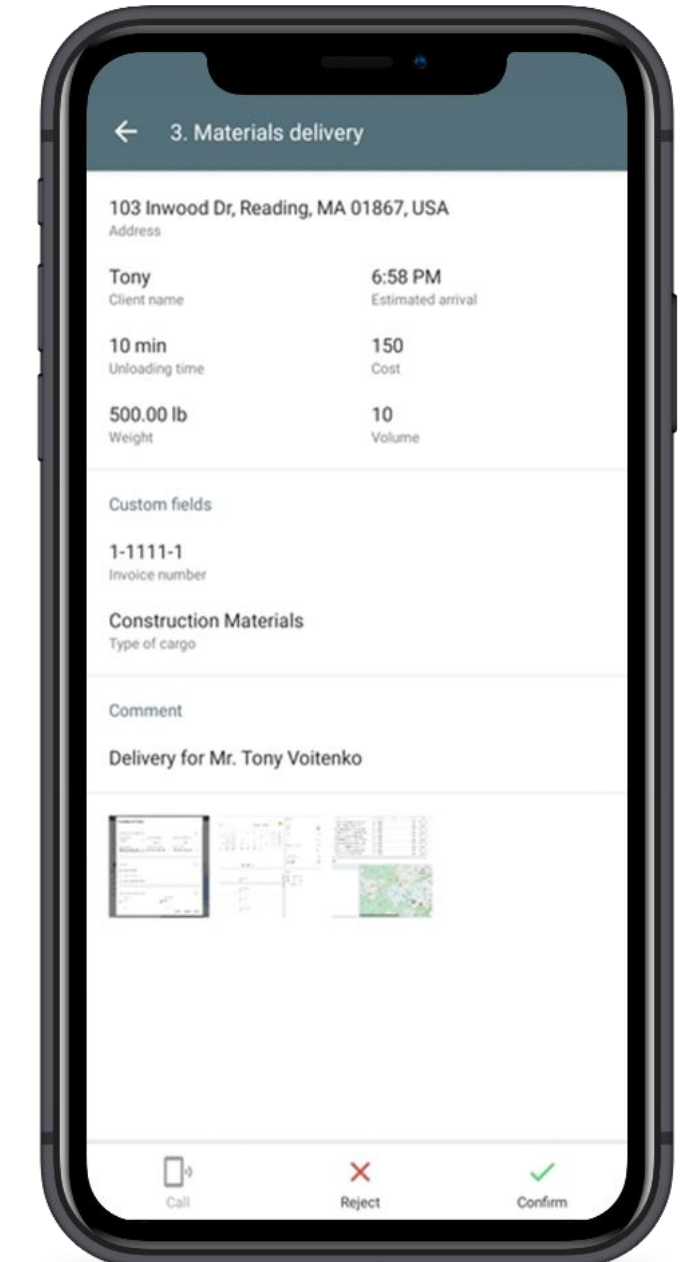 3. Materials delivery
103 Inwood Dr, Reading, MA 01867, USA
Address
Tony
6:58 PM
Client name
Estimated arrival
10 min
150
Unloading time
Cost
500.00 lb
10
Weight
Volume
Custom fields
1-1111-1
Invoice number
Construction Materials
Type of cargo
Comment
Delivery for Mr. Tony Voitenko
Call
Reject
Confirm